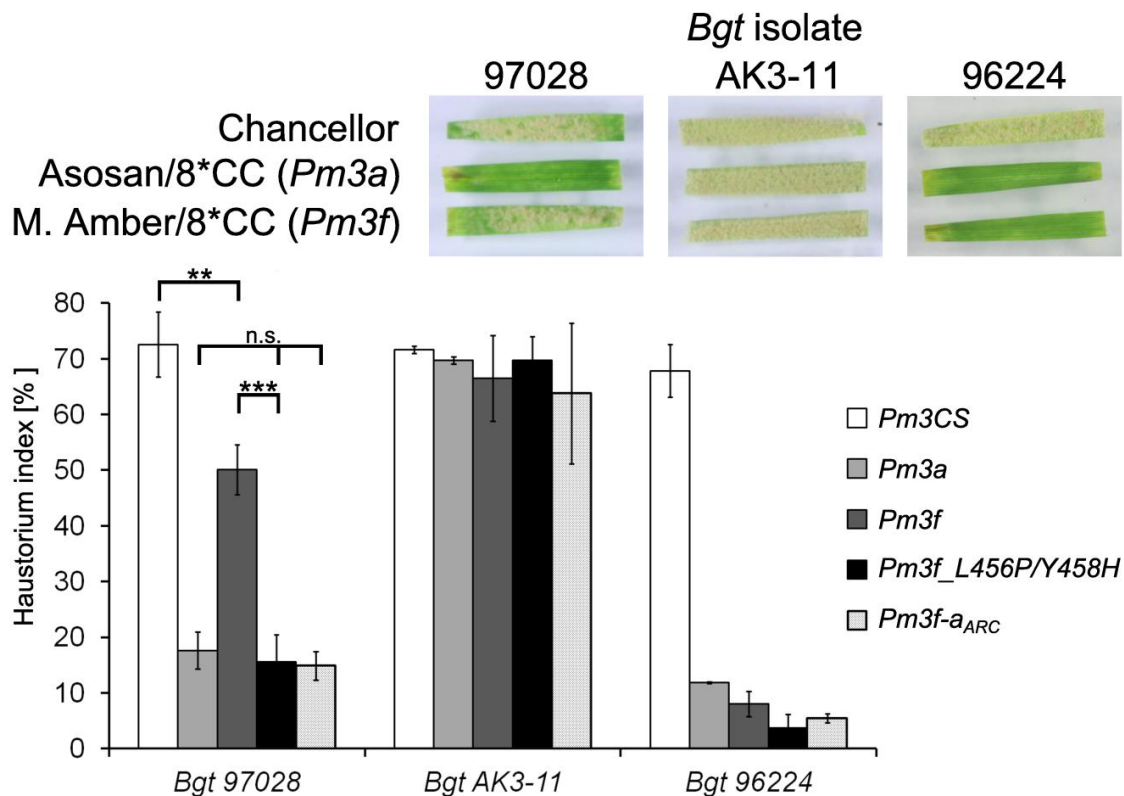 Bgt isolate
97028 AK3-11 96224
Chancellor
Asosan/8*CC (Pm3a)
M. Amber/8*CC (Pm3f)
Haustorium index [% ]
80
70
60
50
40
30
20
10
0
**
n.s.
***
Pm3CS
Pm3a
Pm3f
Pm3f_L456P/Y458H
Pm3f-aARC
Bgt 97028 Bgt AK3-11 Bgt 96224